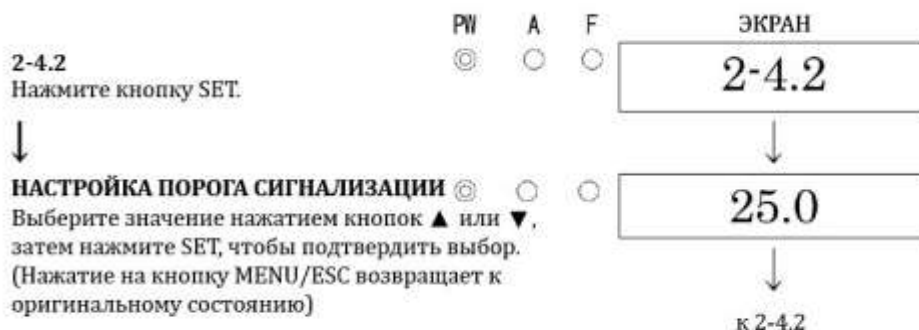 PW A F ЭКРАН
2-4.2
Нажмите кнопку SET.
2-4.2
НАСТРОЙКА ПОРОГА СИГНАЛИЗАЦИИ
25.0
Выберите значение нажатием кнопок ▲ или ▼,
затем нажмите SET, чтобы подтвердить выбор.
(Нажатие на кнопку MENU/ESC возвращает к
оригинальному состоянию)
к 2-4.2